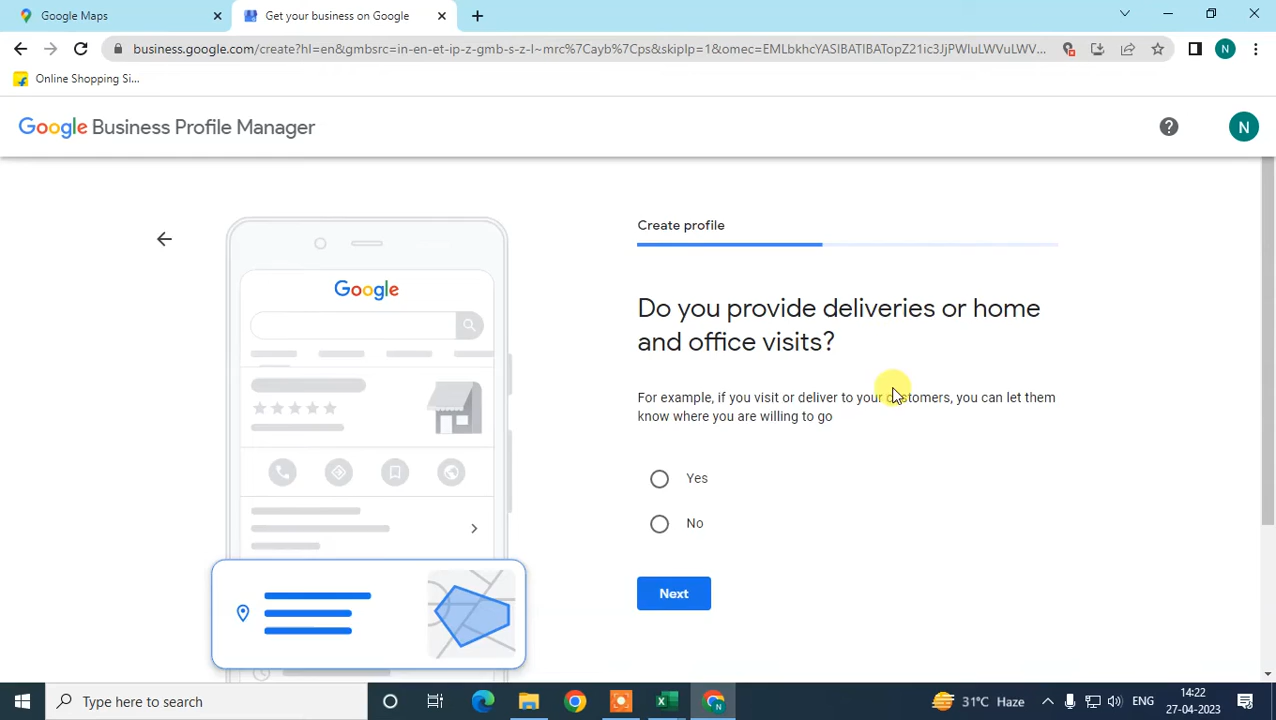 Google Maps
Get your business on Google
business.google.com/create?hl=en&gmbsrc=in-en-et-ip-z-gmb-s-z-l~mrc%7Cayb%7Cps&skiplp=1&omec=EMLbkhcYASIBATIBATopZ21ic3JjPWluLWVuLWV...
N
Online Shopping Si...
Google Business Profile Manager
N
Create profile
Google
Do you provide deliveries or home
and office visits?
For example, if you visit or deliver to your customers, you can let them
know where you are willing to go
Yes
No
Next
Type here to search
31°C Haze
ENG
14:22
27-04-2023